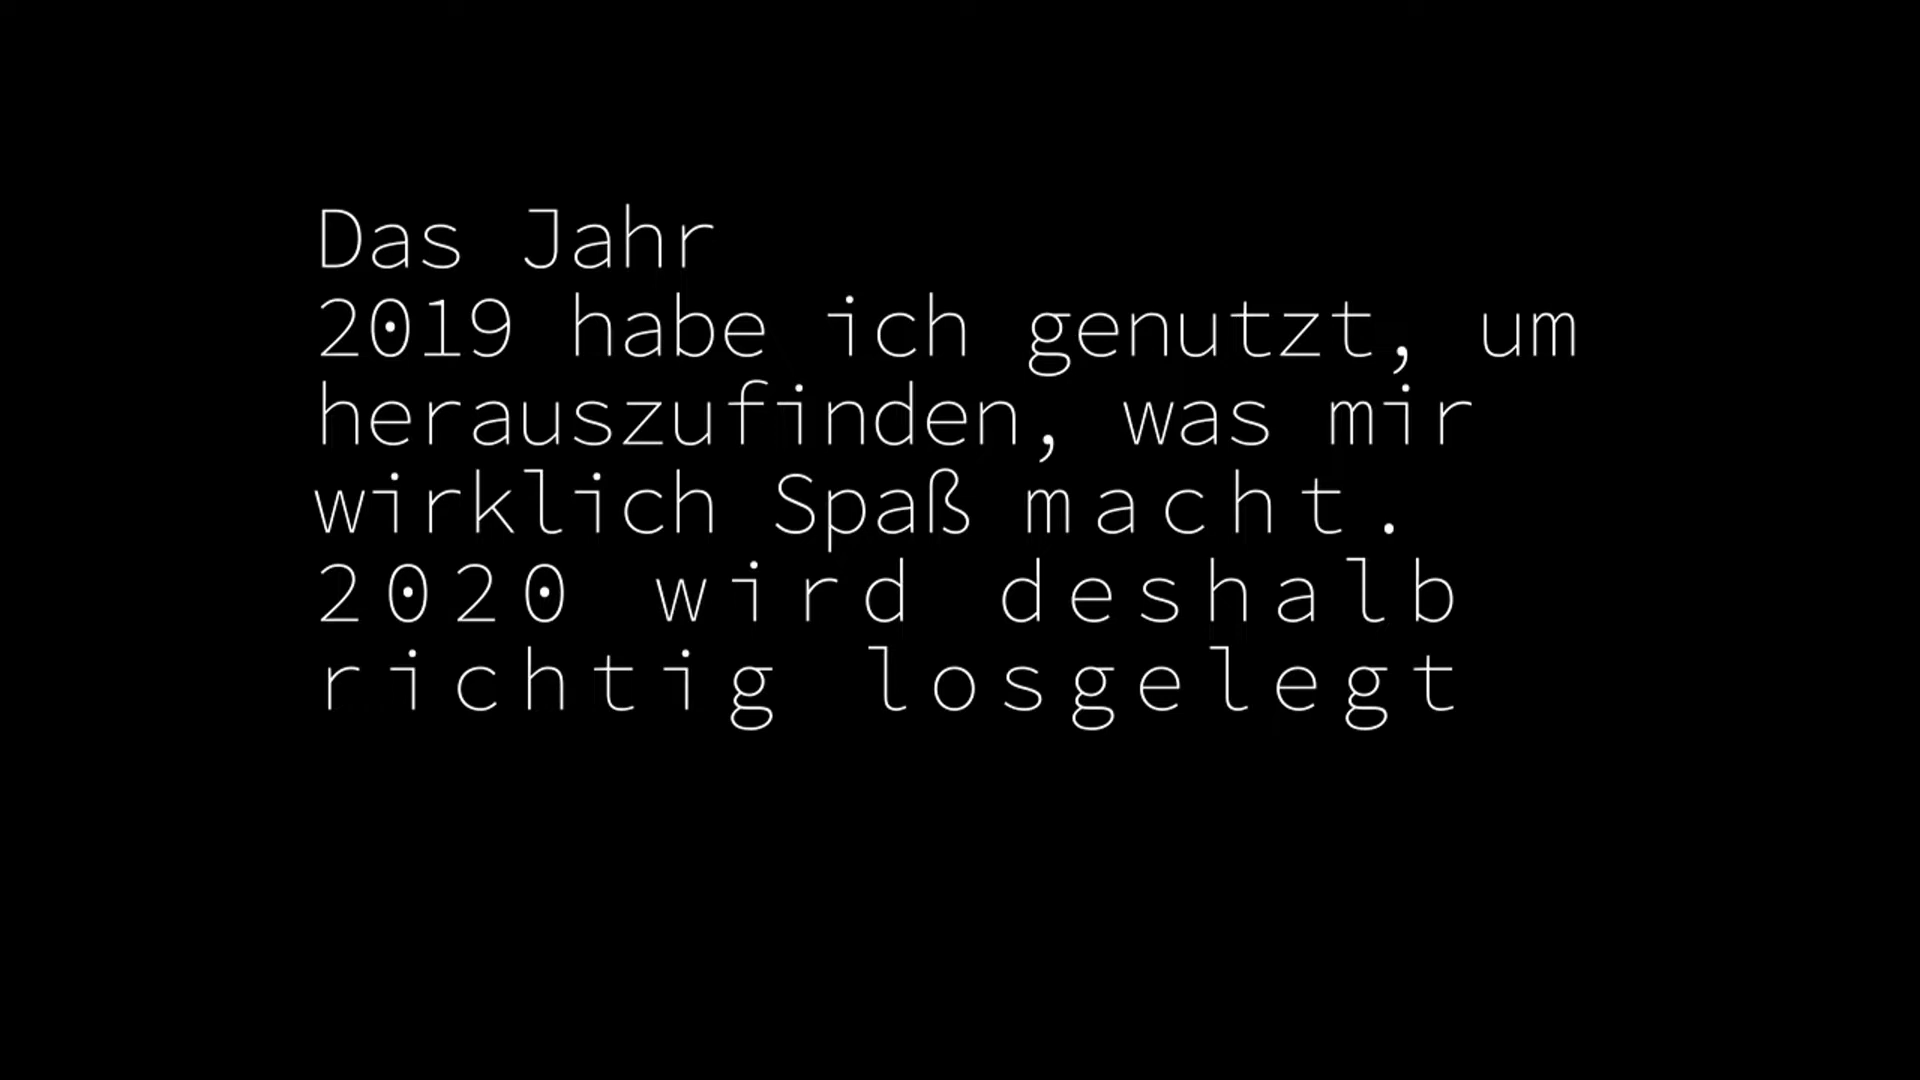 Das Jahr
2019 habe ich genutzt, um
herauszufinden, was mir
wirklich Spaß macht.
2020 wird deshalb
richtig losgelegt